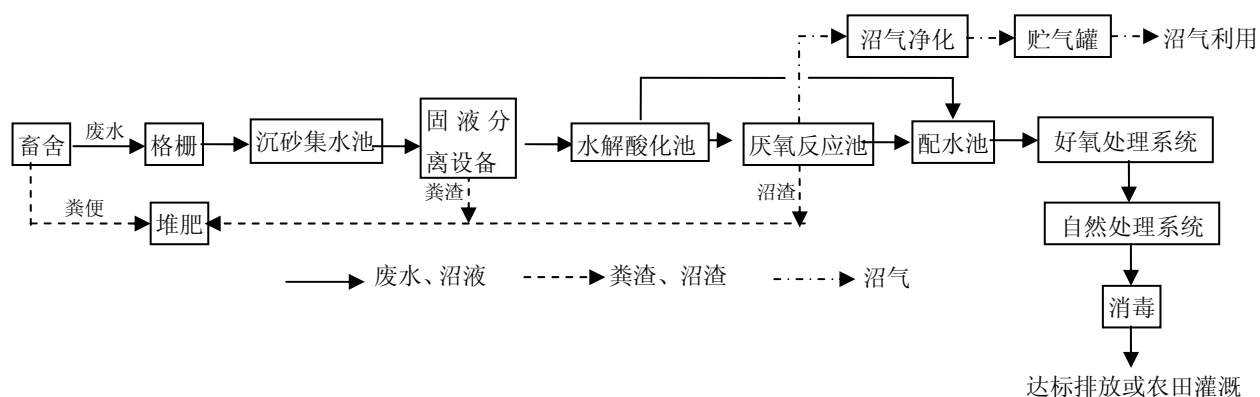 沼气净化
贮气罐
沼气利用
畜舍
废水
格栅
沉砂集水池
固液分
离设备
水解酸化池
厌氧反应池
配水池
好氧处理系统
粪便
堆肥
粪渣
沼渣
自然处理系统
废水、沼液
粪渣、沼渣
沼气
消毒
达标排放或农田灌溉